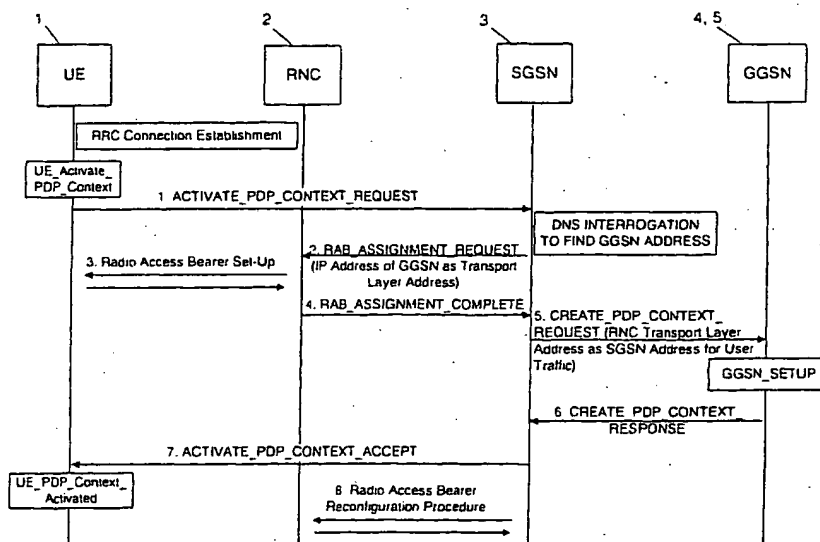 1
2
3
4, 5
UE
RNC
SGSN
GGSN
RRC Connection Establishment
UE_Activate_
PDP_Context
1 ACTIVATE_PDP_CONTEXT_REQUEST
DNS INTERROGATION
TO FIND GGSN ADDRESS
2. RAB_ASSIGNMENT_REQUEST
(IP Address of GGSN as Transport
Layer Address)
3. Radio Access Bearer Set-Up
4. RAB_ASSIGNMENT_COMPLETE
5. CREATE_PDP_CONTEXT_
REQUEST (RNC Transport Layer
Address as SGSN Address for User
Traffic)
GGSN_SETUP
6 CREATE_PDP_CONTEXT_
RESPONSE
7. ACTIVATE_PDP_CONTEXT_ACCEPT
UE_PDP_Context_
Activated
8 Radio Access Bearer
Reconfiguration Procedure